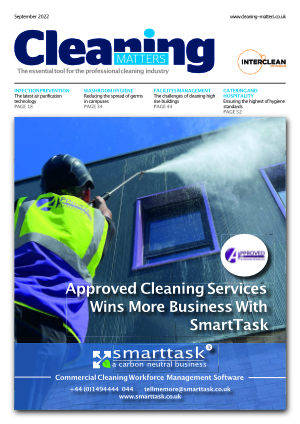 September 2022
www.cleaning-matters.co.uk
Cleaning
MATTERS
The essential tool for the professional cleaning industry
INTERCLEAN
INFECTION PREVENTION
The latest air purification
technology
PAGE 18
WASHROOM HYGIENE
Reducing the spread of germs
in campuses
PAGE 34
FACILITIES MANAGEMENT
The challenges of cleaning high
rise buildings
PAGE 44
CATERING AND
HOSPITALITY
Ensuring the highest of hygiene
standards
PAGE 52
APPROVED
Approved Cleaning Services
Wins More Business With
SmartTask
smarttask
a carbon neutral business
Commercial Cleaning Workforce Management Software
+44 (0)1494444 044
tellmemore@smarttask.co.uk
www.smarttask.co.uk